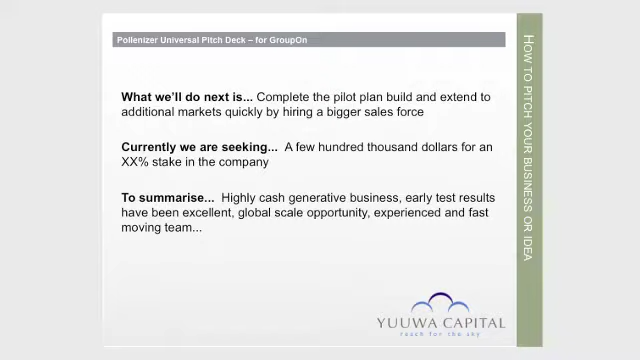 Pollenizer Universal Pitch Deck – for GroupOn
What we'll do next is... Complete the pilot plan build and extend to
additional markets quickly by hiring a bigger sales force
Currently we are seeking... A few hundred thousand dollars for an
XX% stake in the company
To summarise... Highly cash generative business, early test results
have been excellent, global scale opportunity, experienced and fast
moving team...
HOW TO PITCH YOUR BUSINESS OR IDEA
YUUWA CAPITAL
reach for the sky